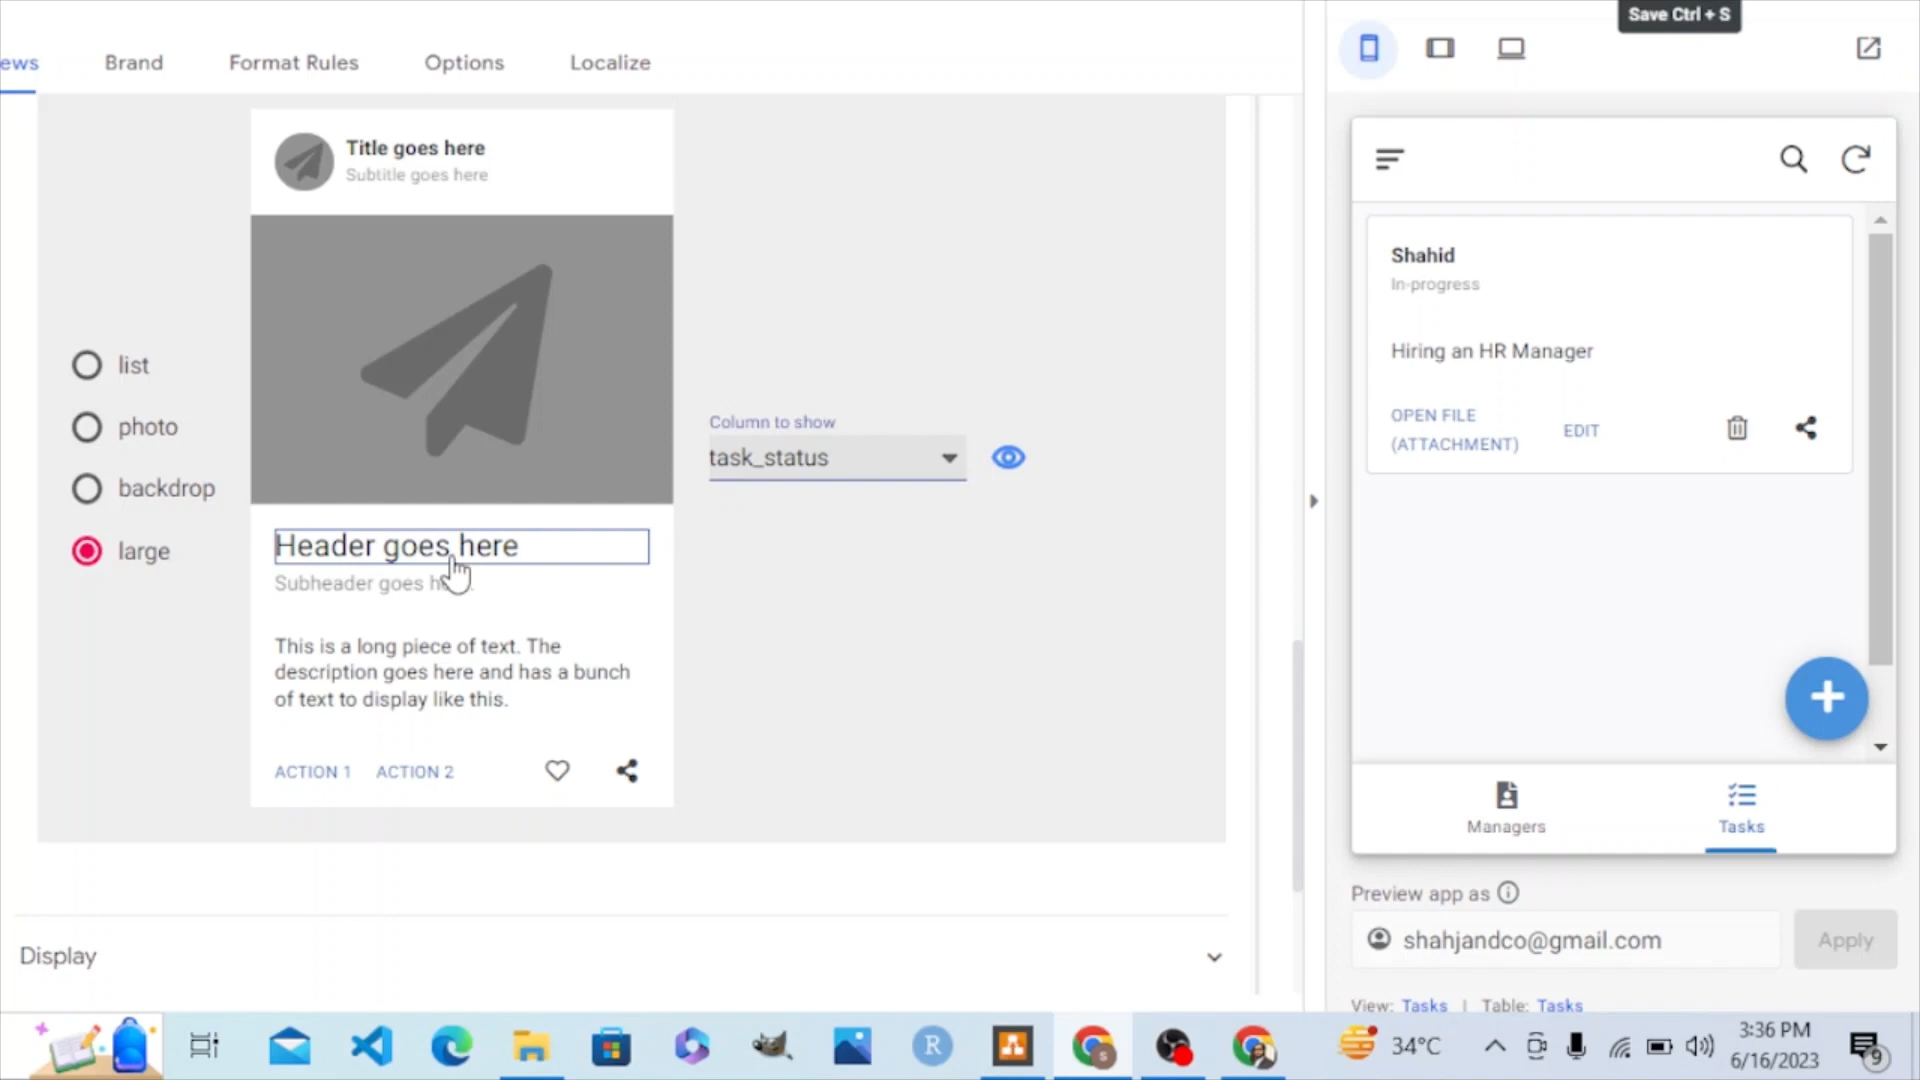 Save Ctrl + S
ews Brand Format Rules Options Localize
Title goes here
Subtitle goes here
list
photo
backdrop
large
Column to show
task_status
Header goes here
Subheader goes
This is a long piece of text. The
description goes here and has a bunch
of text to display like this.
ACTION 1 ACTION 2
Display
Shahid
In-progress
Hiring an HR Manager
OPEN FILE
(ATTACHMENT)
EDIT
Managers
Tasks
Preview app as
shahjandco@gmail.com
Apply
View: Tasks | Table: Tasks
R
S
34°C
3:36 PM
6/16/2023
9